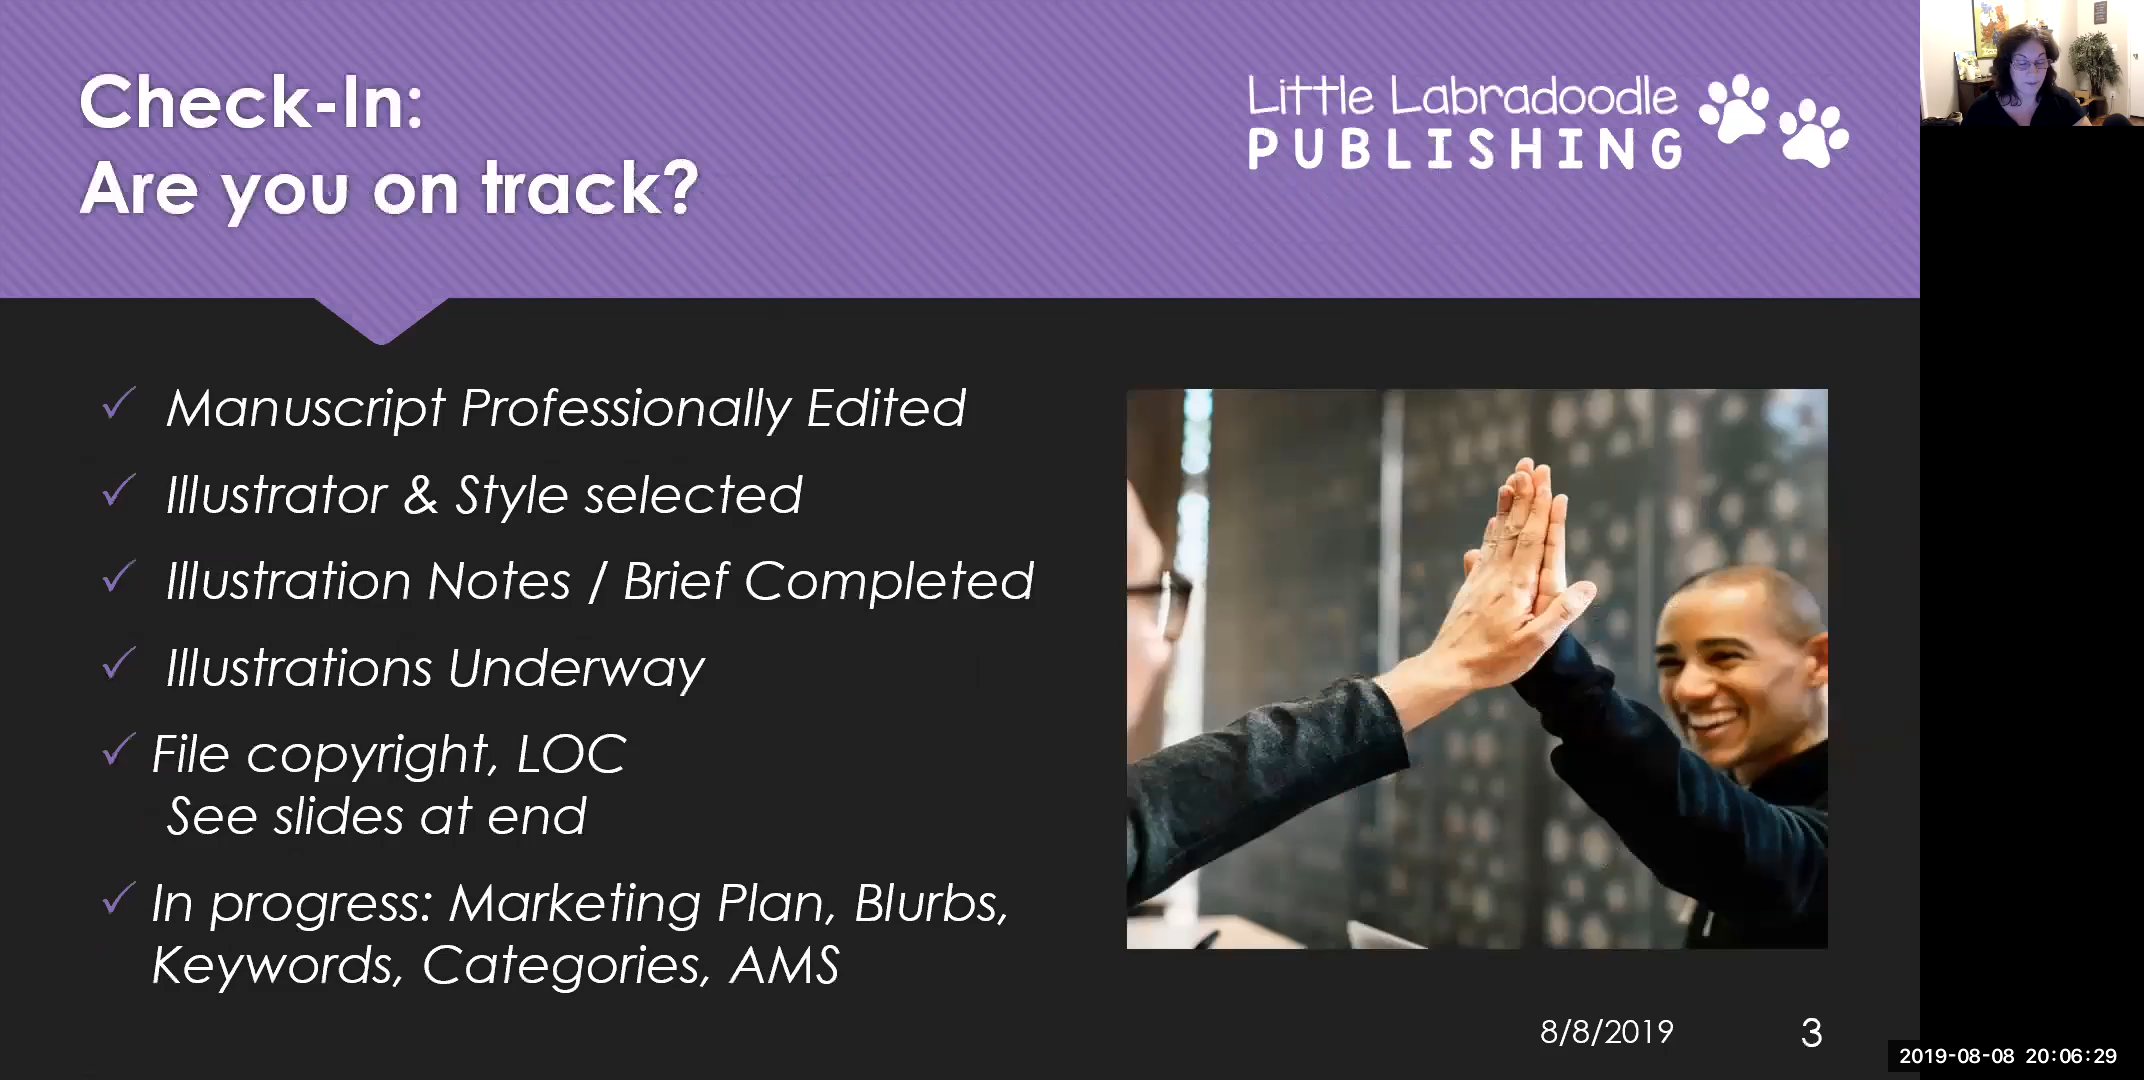 Check-In:
Are you on track?
Little Labradoodle
PUBLISHING
Manuscript Professionally Edited
Illustrator & Style selected
Illustration Notes / Brief Completed
Illustrations Underway
File copyright, LOC
See slides at end
In progress: Marketing Plan, Blurbs,
Keywords, Categories, AMS
8/8/2019
3
2019-08-08 20:06:29